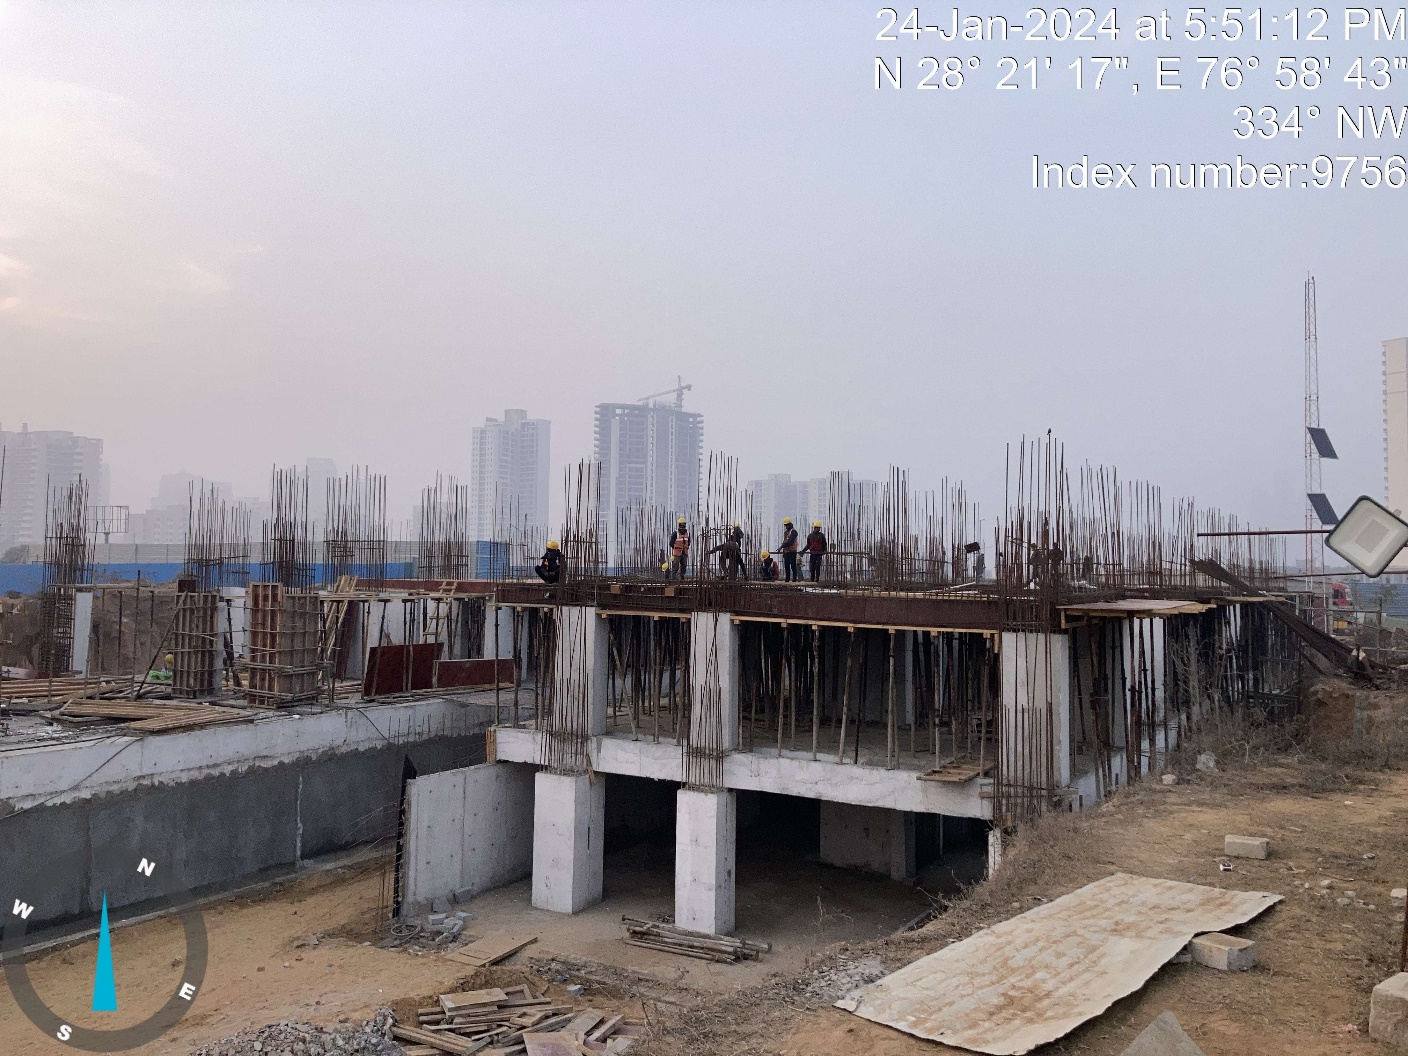 24-Jan-2024 at 5:51:12 PM
N 28° 21' 17", E 76° 58' 43"
334° NW
Index number:9756
N
W
E
S